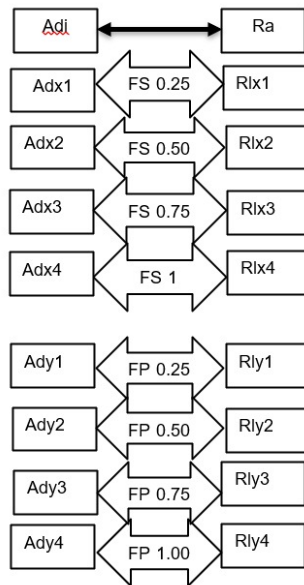 Adi Ra
Adx1 FS 0.25 Rlx1
Adx2 FS 0.50 Rlx2
Adx3 FS 0.75 Rlx3
Adx4 FS 1 Rlx4
Ady1 FP 0.25 Rly1
Ady2 FP 0.50 Rly2
Ady3 FP 0.75 Rly3
Ady4 FP 1.00 Rly4